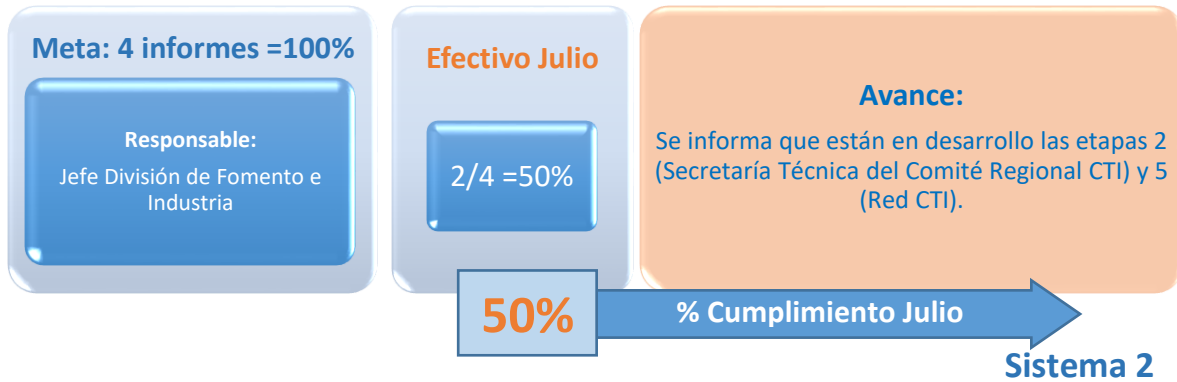 Meta: 4 informes =100%
Responsable:
Jefe División de Fomento e
Industria
Efectivo Julio
2/4 =50%
Avance:
Se informa que están en desarrollo las etapas 2
(Secretaría Técnica del Comité Regional CTI) y 5
(Red CTI).
50%
% Cumplimiento Julio
Sistema 2